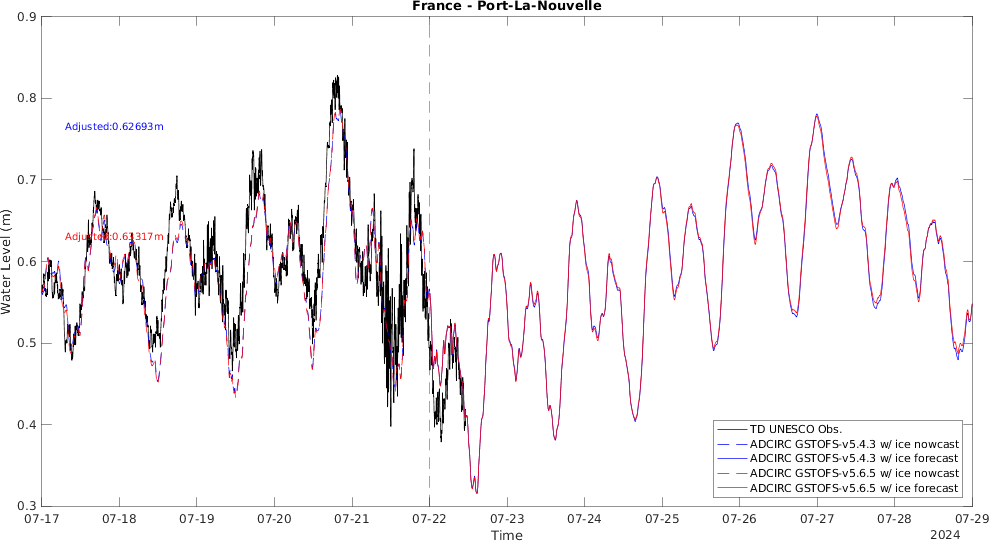 France - Port-La-Nouvelle
0.9
0.8
0.7
0.6
0.5
0.4
0.3
Water Level (m)
Adjusted:0.62693m
Adjusted:0.63317m
TD UNESCO Obs.
ADCIRC GSTOFS-v5.4.3 w/ ice nowcast
ADCIRC GSTOFS-v5.4.3 w/ ice forecast
ADCIRC GSTOFS-v5.6.5 w/ ice nowcast
ADCIRC GSTOFS-v5.6.5 w/ ice forecast
07-17 07-18 07-19 07-20 07-21 07-22 07-23 07-24 07-25 07-26 07-27 07-28 07-29
Time
2024